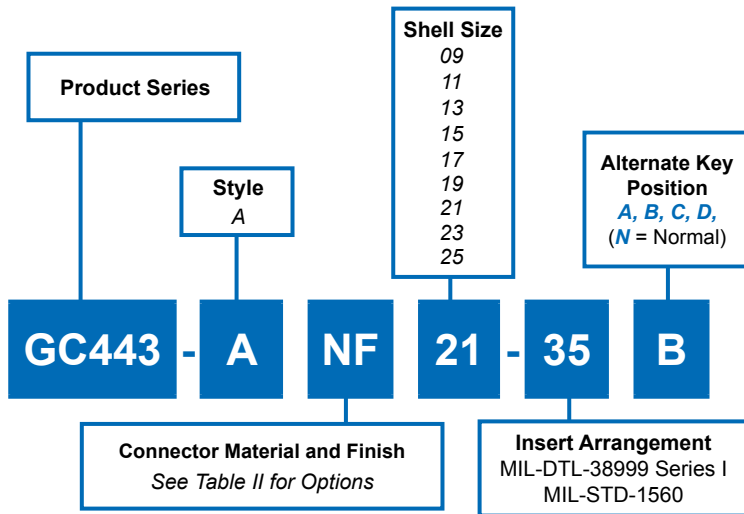 Product Series
Style
A
Shell Size
09
11
13
15
17
19
21
23
25
Alternate Key
Position
A, B, C, D,
(N = Normal)
GC443 - A NF 21 - 35 B
Connector Material and Finish
See Table II for Options
Insert Arrangement
MIL-DTL-38999 Series I
MIL-STD-1560